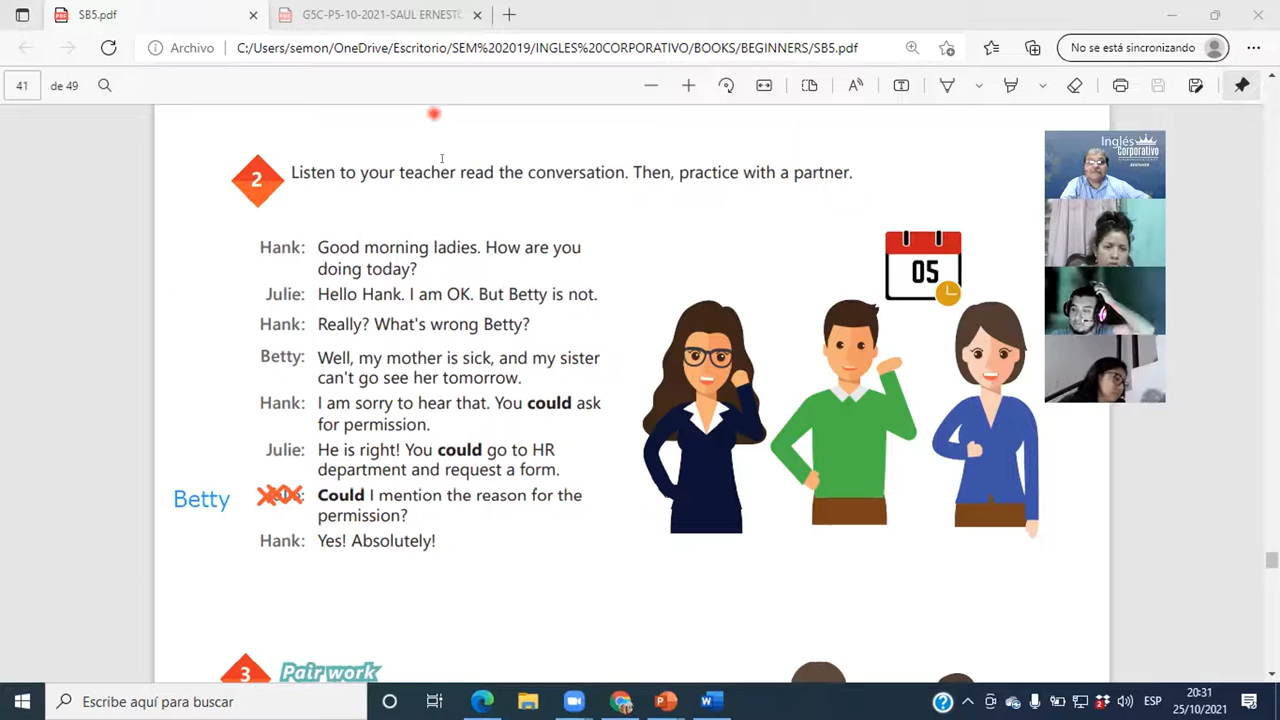 SB5.pdf
G5C-P5-10-2021-SAUL ERNESTO
Archivo
C:/Users/semon/OneDrive/Escritorio/SEM%202019/INGLES%20CORPORATIVO/BOOKS/BEGINNERS/SB5.pdf
No se está sincronizando
41 de 49
2 Listen to your teacher read the conversation. Then, practice with a partner.
Inglés
Corporativo
BEGINNER
05
Hank: Good morning ladies. How are you
doing today?
Julie: Hello Hank. I am OK. But Betty is not.
Hank: Really? What's wrong Betty?
Betty: Well, my mother is sick, and my sister
can't go see her tomorrow.
Hank: I am sorry to hear that. You could ask
for permission.
Julie: He is right! You could go to HR
department and request a form.
Betty Could I mention the reason for the
permission?
Hank: Yes! Absolutely!
3 Pair work
Escribe aquí para buscar
2
ESP
20:31
25/10/2021